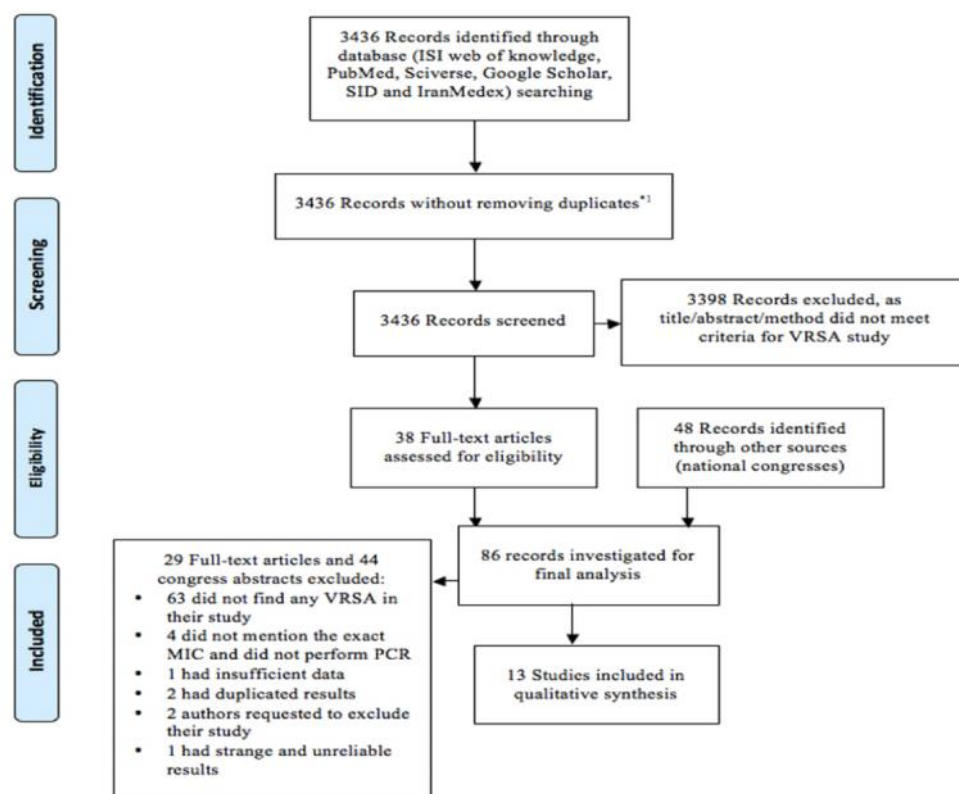 Identification
3436 Records identified through
database (ISI web of knowledge,
PubMed, Sciverse, Google Scholar,
SID and IranMedex) searching
3436 Records without removing duplicates*1
Screening
3436 Records screened
3398 Records excluded, as
title/abstract/method did not meet
criteria for VRSA study
Eligibility
38 Full-text articles
assessed for eligibility
48 Records identified
through other sources
(national congresses)
86 records investigated for
final analysis
Included
29 Full-text articles and 44
congress abstracts excluded:
• 63 did not find any VRSA in
their study
• 4 did not mention the exact
MIC and did not perform PCR
• 1 had insufficient data
• 2 had duplicated results
• 2 authors requested to exclude
their study
• 1 had strange and unreliable
results
13 Studies included in
qualitative synthesis